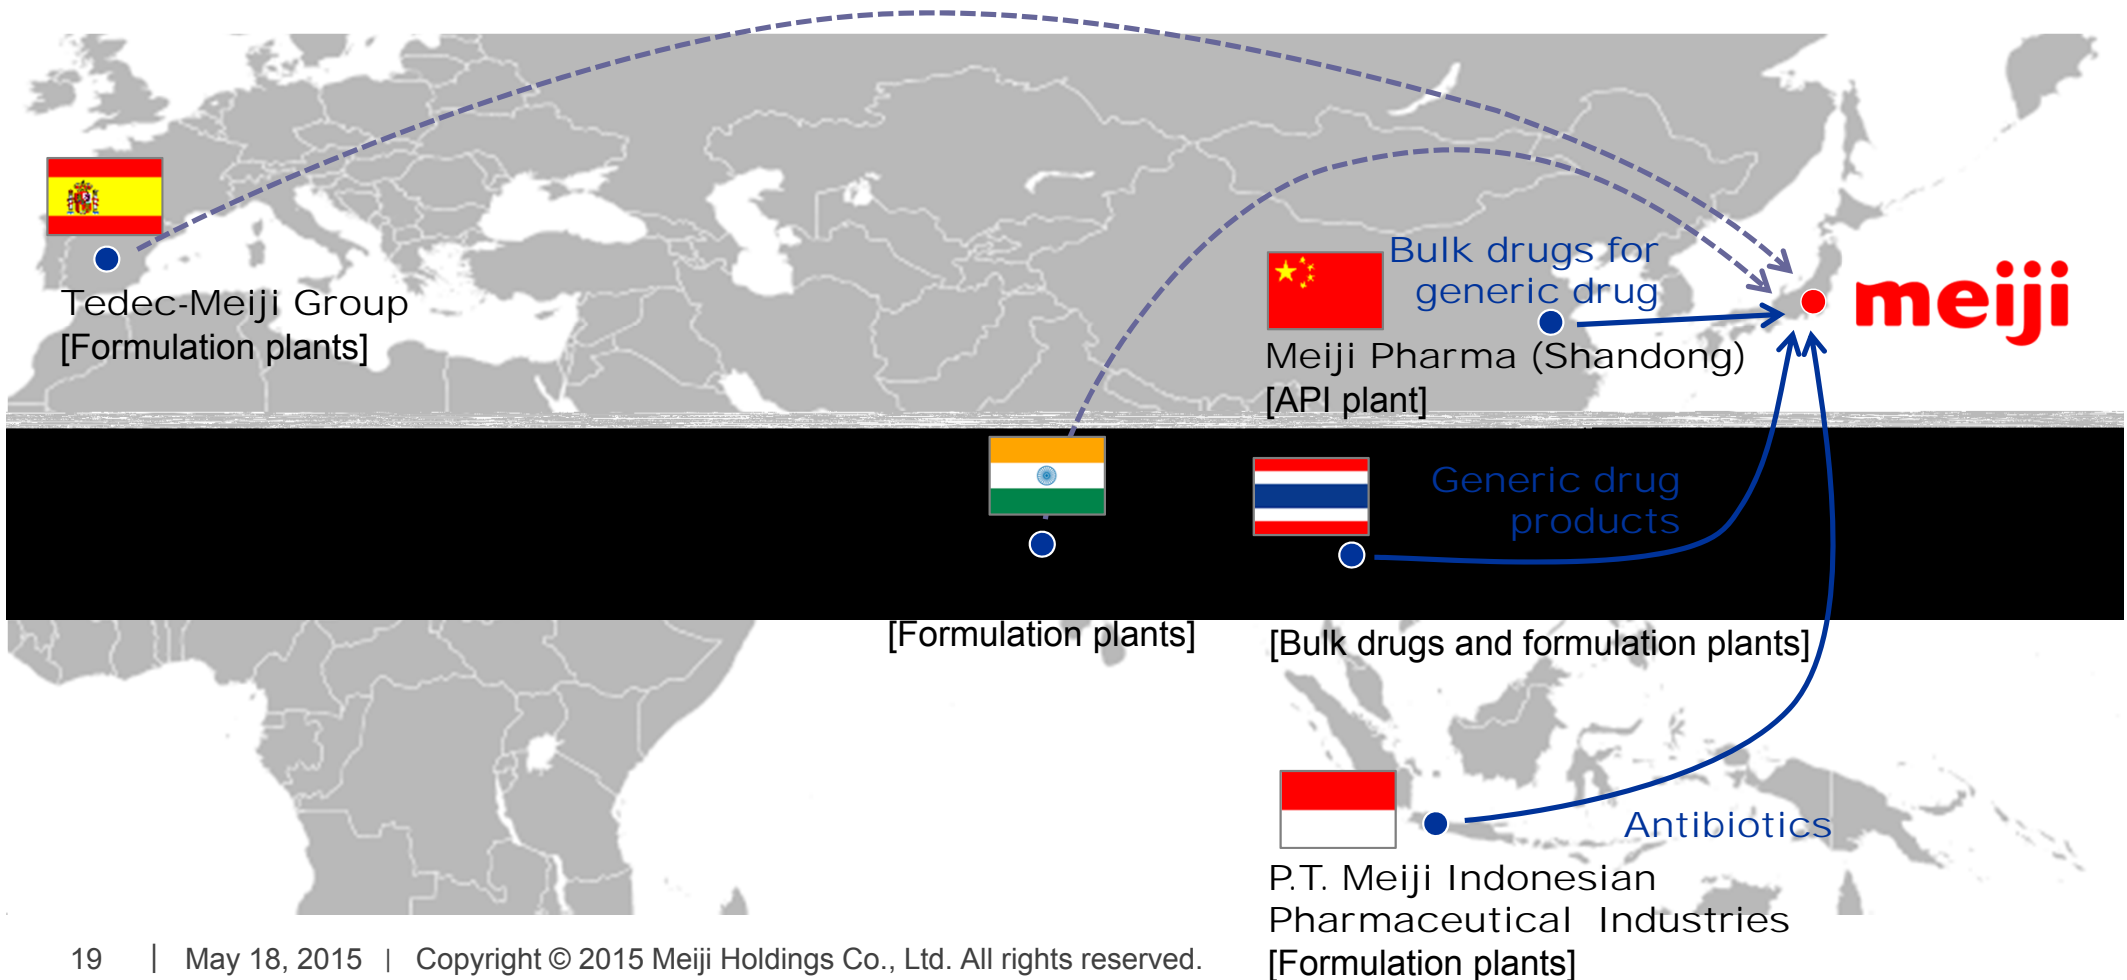 Tedec-Meiji Group
[Formulation plants]
Bulk drugs for
generic drug
meiji
Meiji Pharma (Shandong)
[API plant]
Generic drug
products
[Formulation plants]
[Bulk drugs and formulation plants]
Antibiotics
P.T. Meiji Indonesian
Pharmaceutical Industries
[Formulation plants]
19 | May 18, 2015 | Copyright © 2015 Meiji Holdings Co., Ltd. All rights reserved.